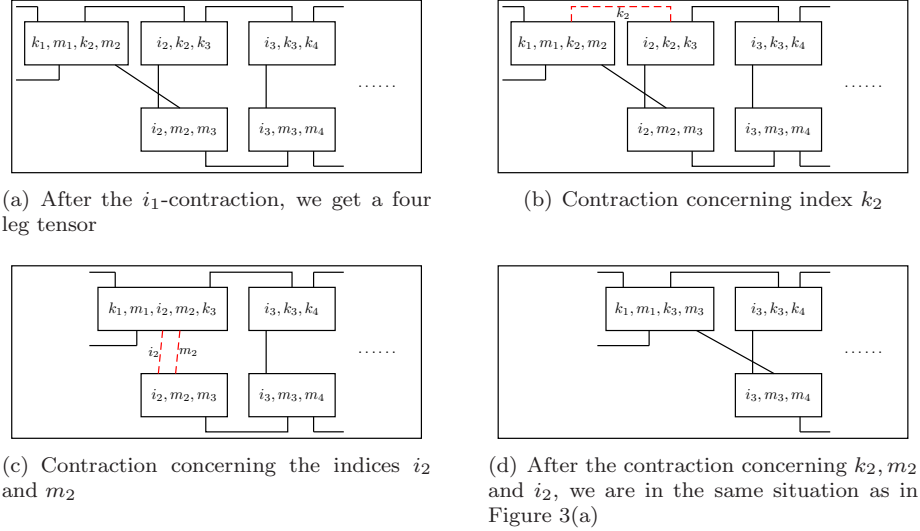 k₁, m₁, k₂, m₂ i₂, k₂, k₃ i₃, k₃, k₄
......
i₂, m₂, m₃ i₃, m₃, m₄
(a) After the i₁-contraction, we get a four
leg tensor
k₂
k₁, m₁, k₂, m₂ i₂, k₂, k₃ i₃, k₃, k₄
......
i₂, m₂, m₃ i₃, m₃, m₄
(b) Contraction concerning index k₂
k₁, m₁, i₂, m₂, k₃ i₃, k₃, k₄
i₂ m₂ ......
i₂, m₂, m₃ i₃, m₃, m₄
(c) Contraction concerning the indices i₂
and m₂
k₁, m₁, k₃, m₃ i₃, k₃, k₄
......
i₃, m₃, m₄
(d) After the contraction concerning k₂, m₂
and i₂, we are in the same situation as in
Figure 3(a)